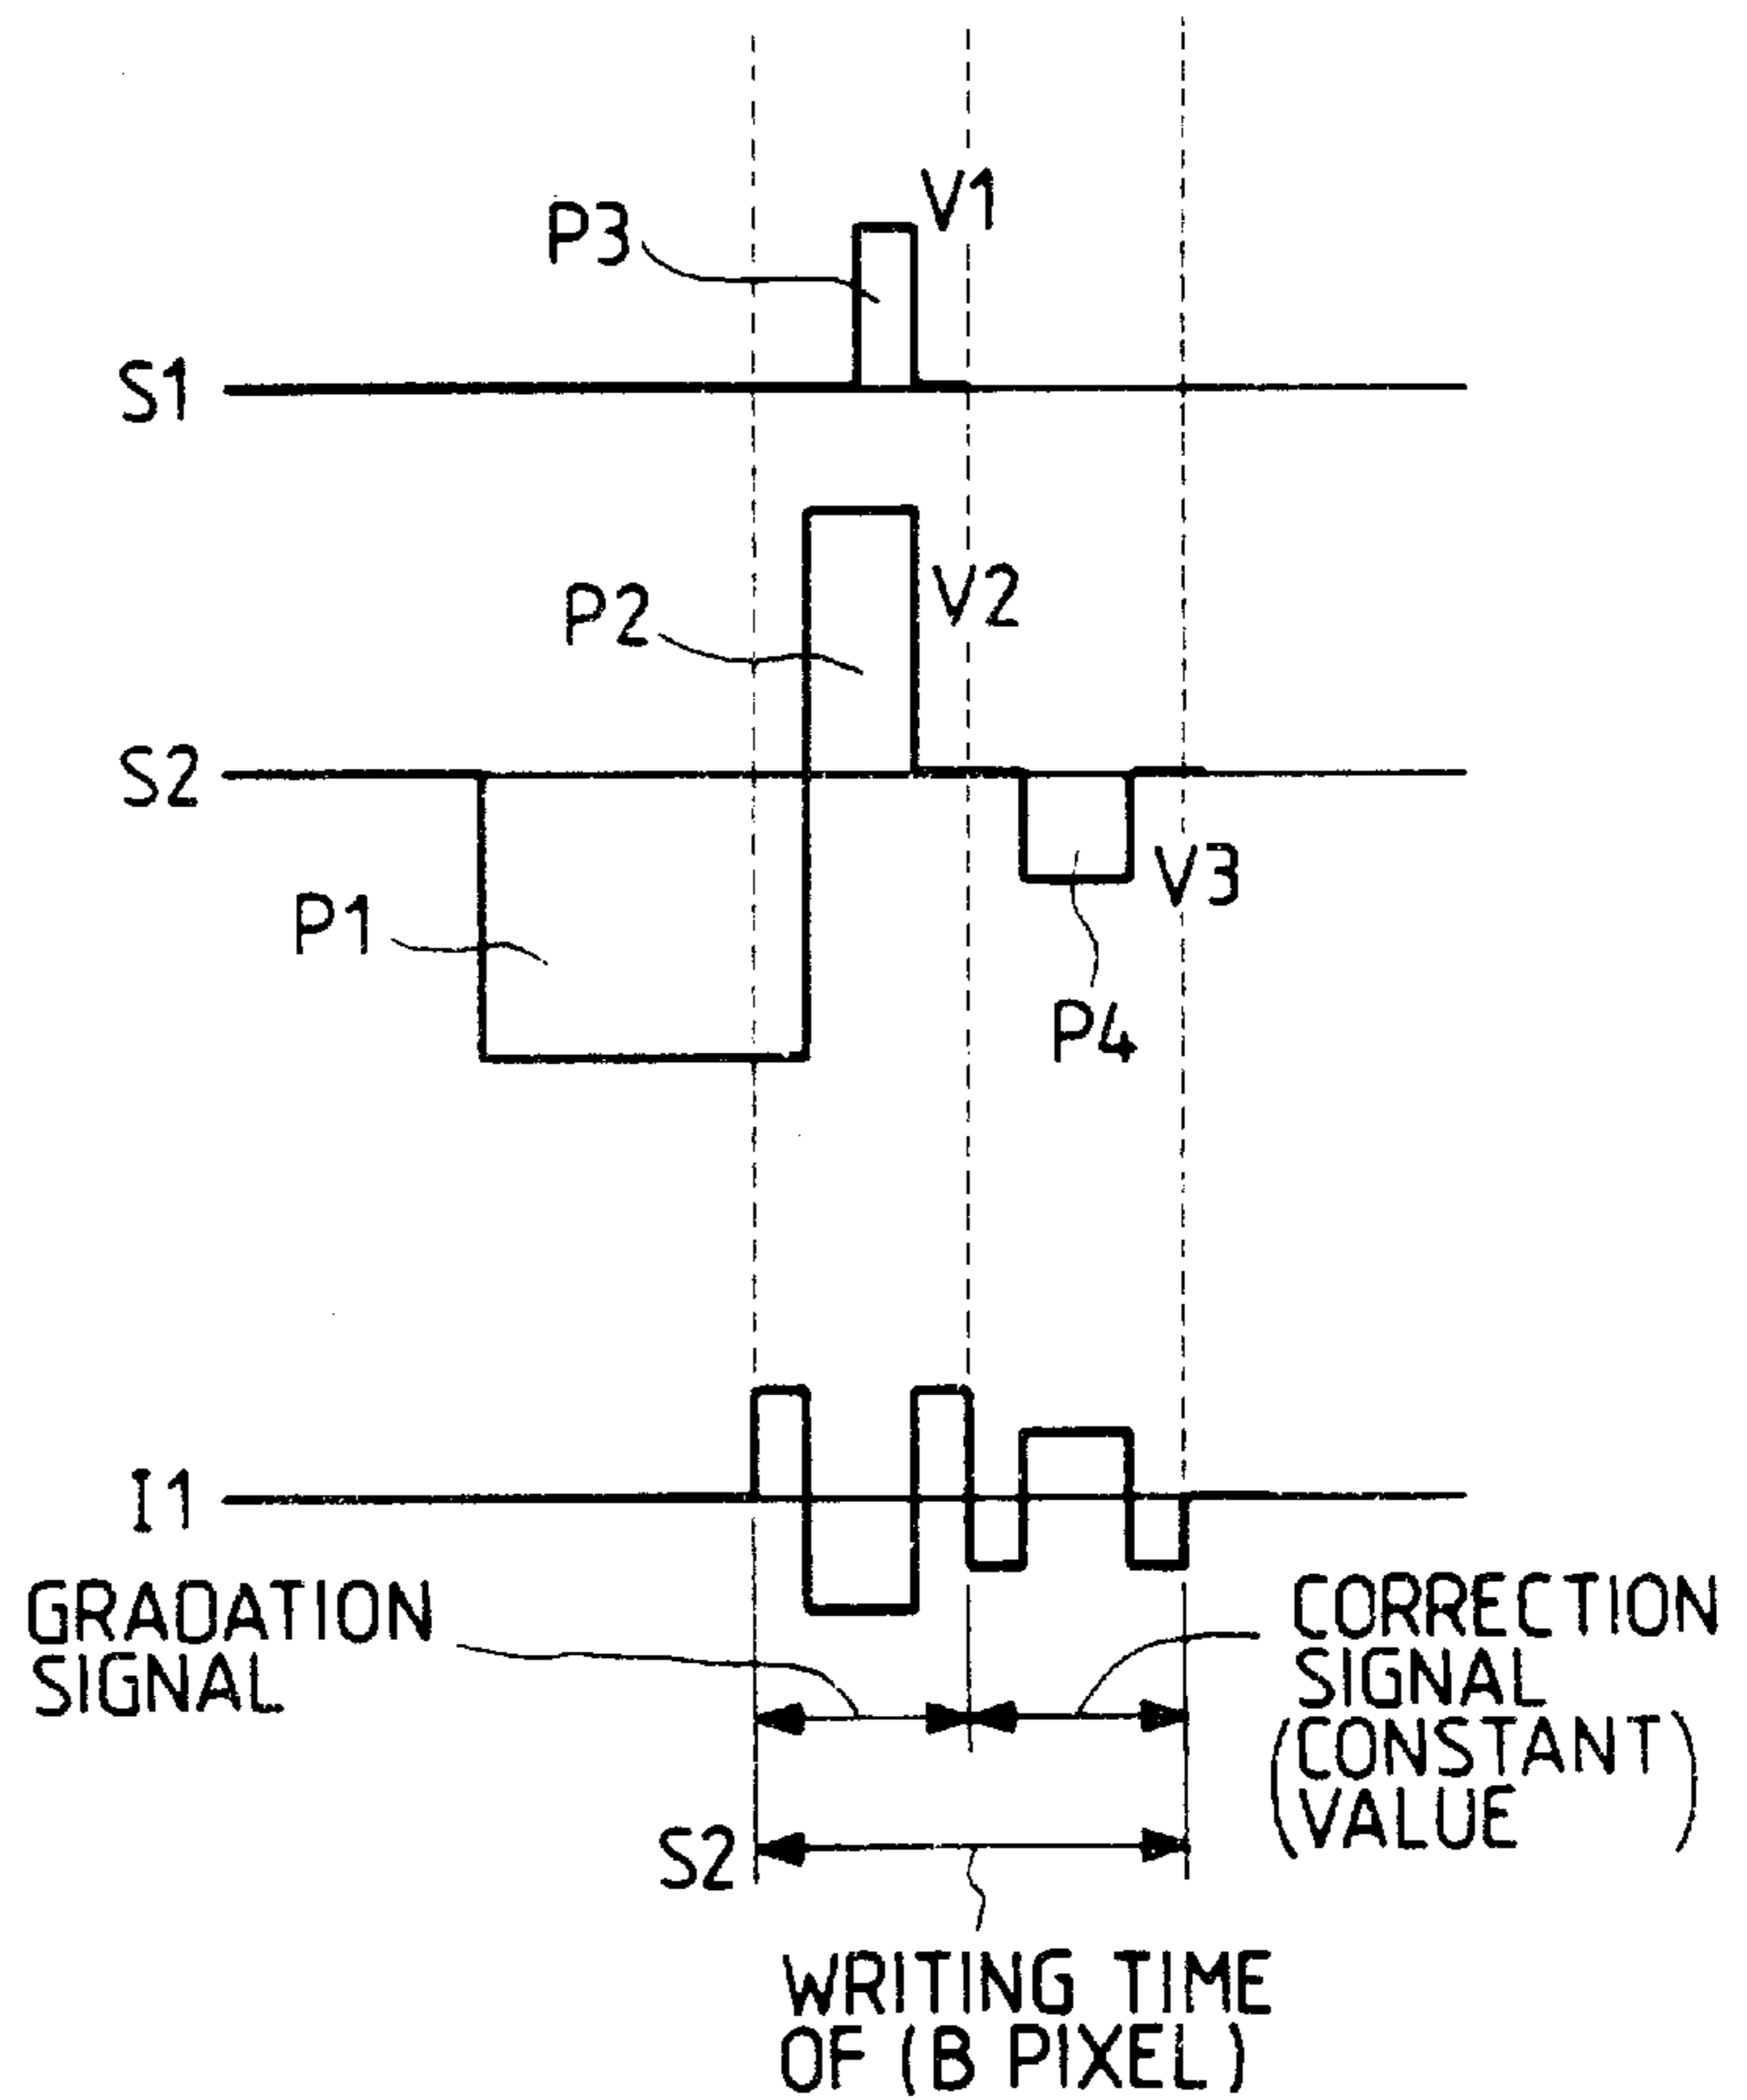 P3
V1
S1
P2
V2
S2
P1
V3
P4
I1
GRADATION
SIGNAL
CORRECTION
SIGNAL
(CONSTANT
VALUE)
S2
WRITING TIME
OF (B PIXEL)